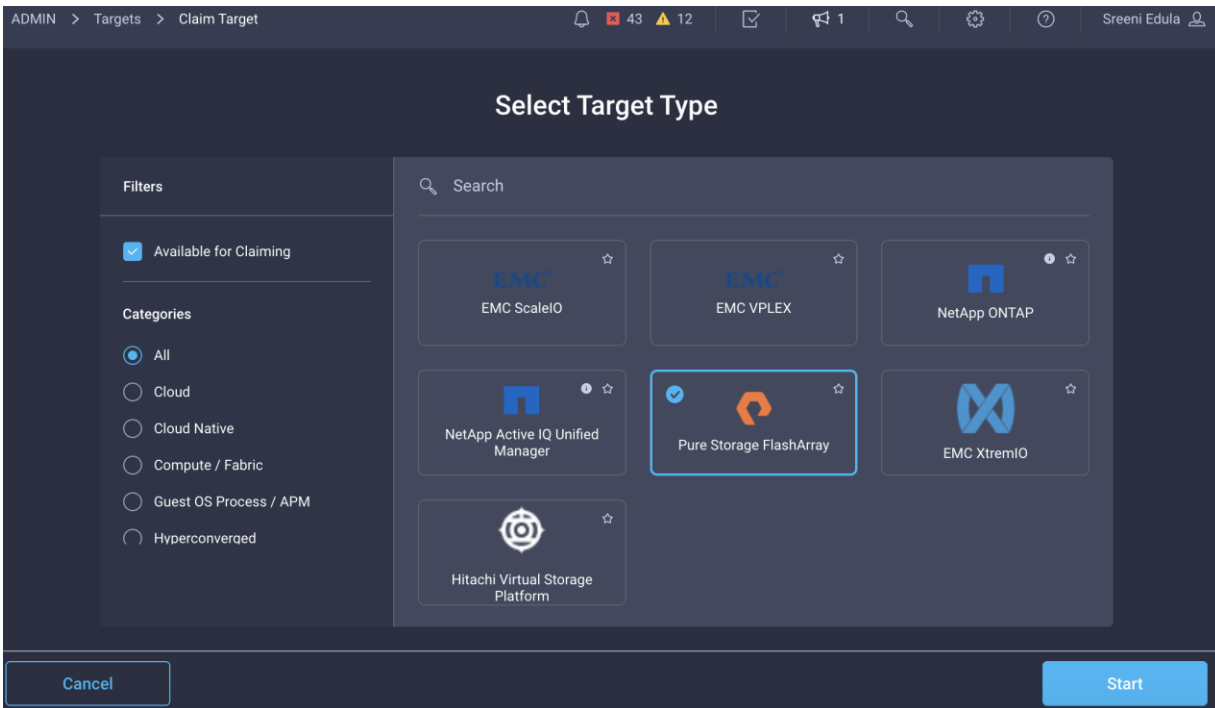 ADMIN > Targets > Claim Target 43 12 1 Sreeni Edula
Select Target Type
Filters
Search
Available for Claiming
Categories
All
Cloud
Cloud Native
Compute / Fabric
Guest OS Process / APM
Hyperconverged
EMC
EMC ScaleIO
EMC
EMC VPLEX
NetApp ONTAP
NetApp Active IQ Unified
Manager
Pure Storage FlashArray
EMC XtremIO
Hitachi Virtual Storage
Platform
Cancel
Start